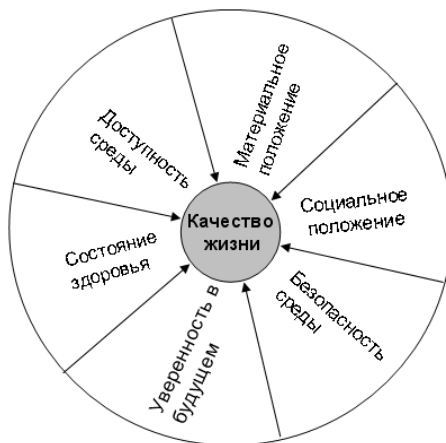 Качество
жизни
Материальное
положение
Социальное
положение
Безопасность
среды
Уверенность в
будущем
Состояние
здоровья
Доступность
среды